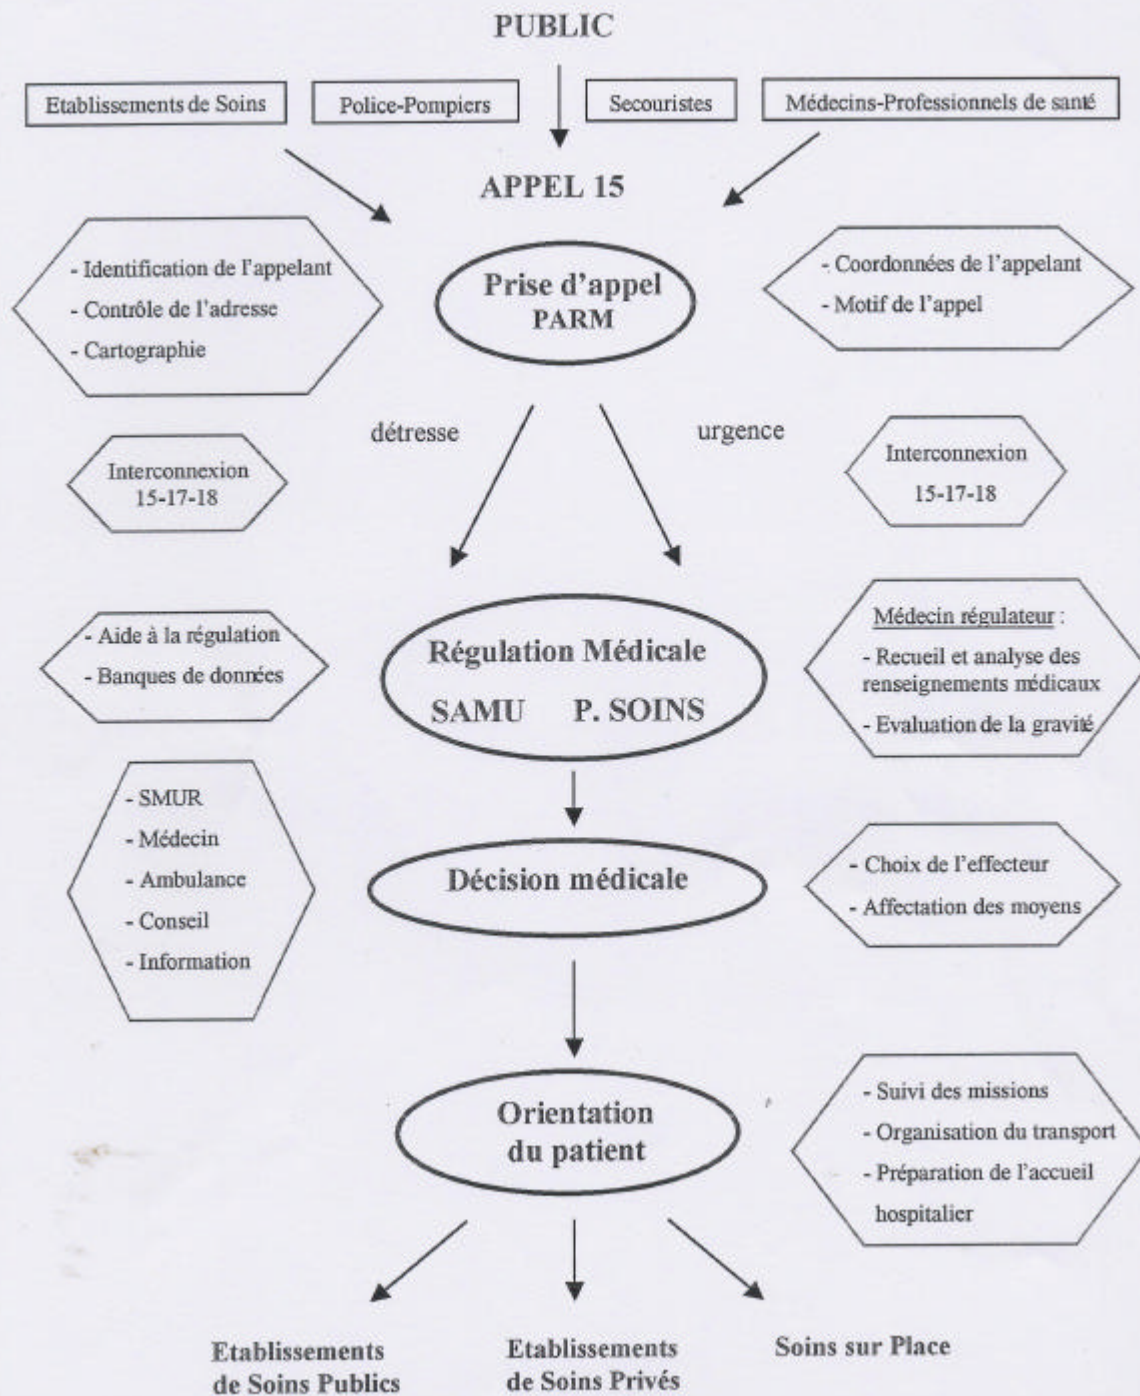 PUBLIC
Etablissements de Soins
Police-Pompiers
Secouristes
Médecins-Professionnels de santé
APPEL 15
- Identification de l'appelant
- Contrôle de l'adresse
- Cartographie
Prise d'appel
PARM
- Coordonnées de l'appelant
- Motif de l'appel
détresse
urgence
Interconnexion
15-17-18
Interconnexion
15-17-18
- Aide à la régulation
- Banques de données
Régulation Médicale
SAMU P. SOINS
Médecin régulateur :
- Recueil et analyse des
renseignements médicaux
- Evaluation de la gravité
- SMUR
- Médecin
- Ambulance
- Conseil
- Information
Décision médicale
- Choix de l'effecteur
- Affectation des moyens
Orientation
du patient
- Suivi des missions
- Organisation du transport
- Préparation de l'accueil
hospitalier
Etablissements
de Soins Publics
Etablissements
de Soins Privés
Soins sur Place